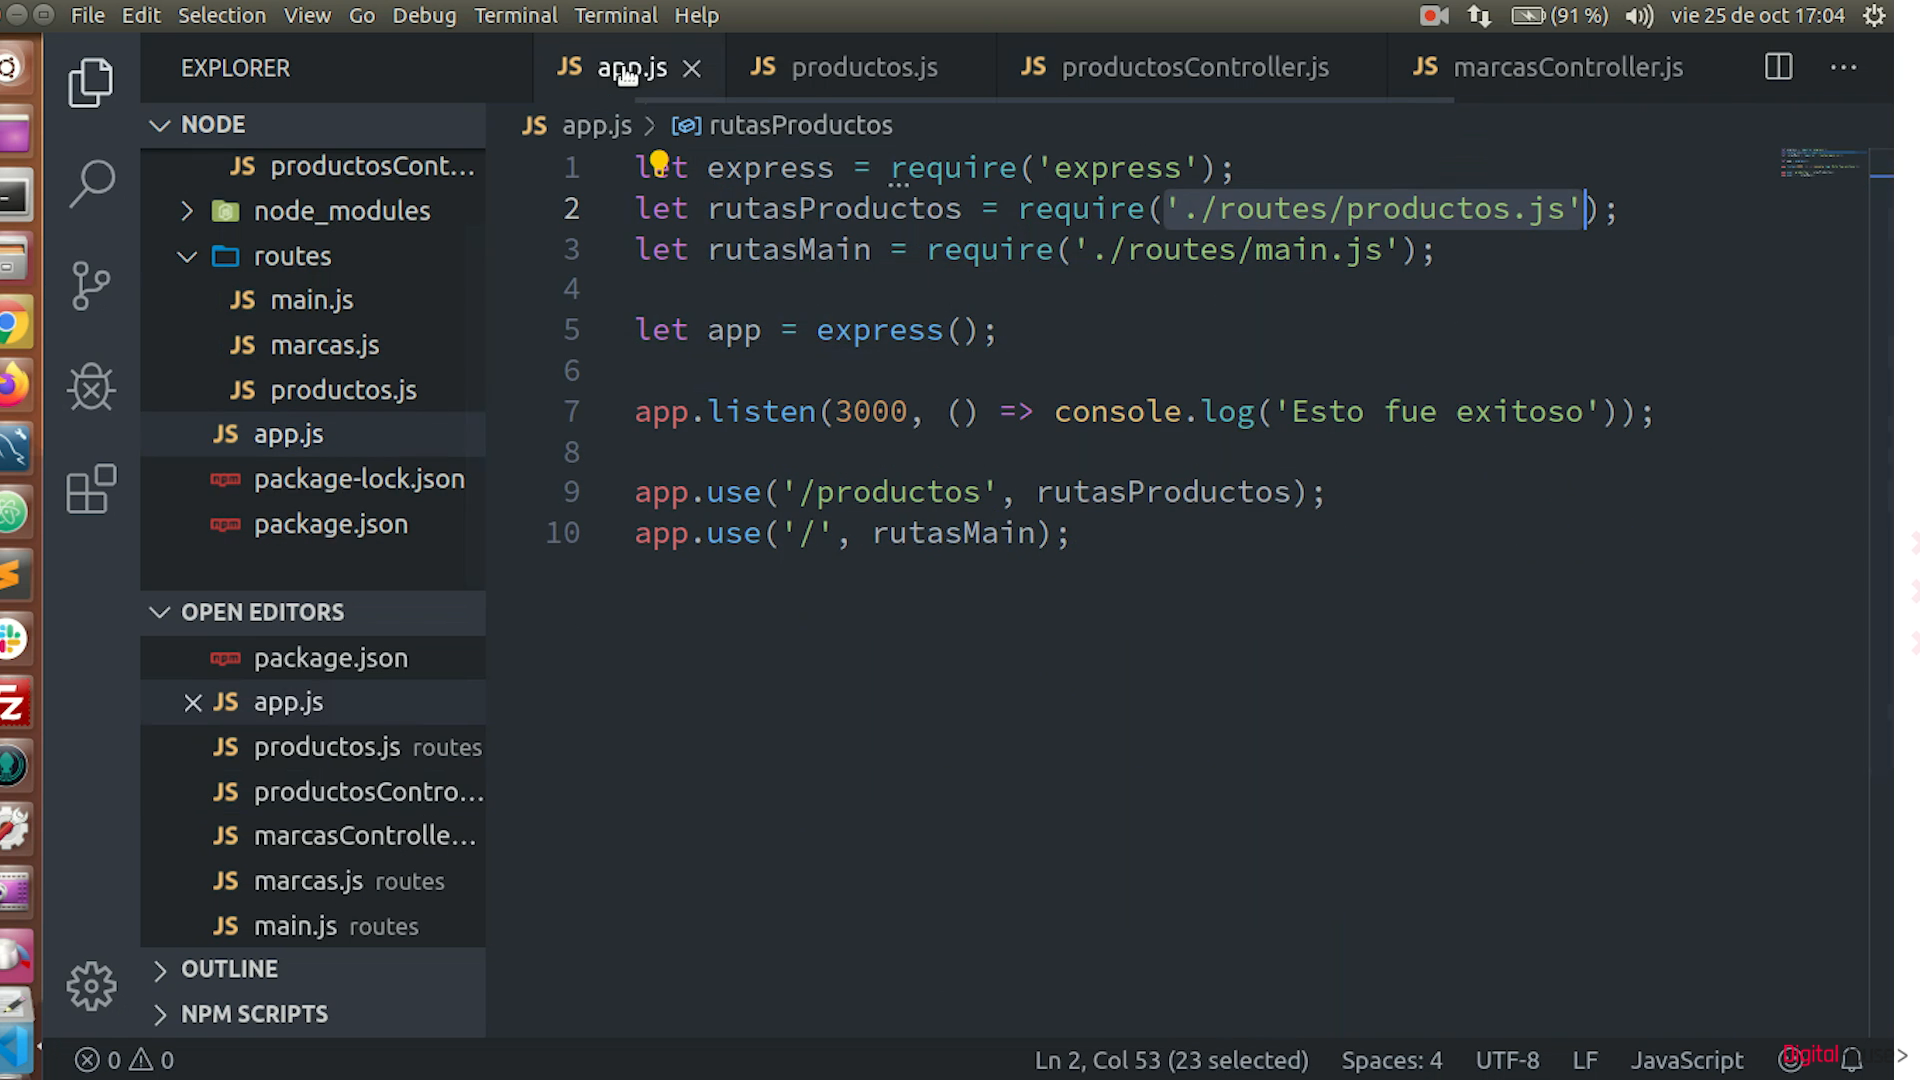 File Edit Selection View Go Debug Terminal Terminal Help
(91 %) vie 25 de oct 17:04
EXPLORER
JS app.js JS productos.js JS productosController.js JS marcasController.js ···
NODE
JS app.js > rutasProductos
JS productosCont...
node_modules
routes
JS main.js
JS marcas.js
JS productos.js
JS app.js
package-lock.json
package.json
1 let express = require('express');
2 let rutasProductos = require('./routes/productos.js');
3 let rutasMain = require('./routes/main.js');
4
5 let app = express();
6
7 app.listen(3000, () => console.log('Esto fue exitoso'));
8
9 app.use('/productos', rutasProductos);
10 app.use('/', rutasMain);
OPEN EDITORS
package.json
JS app.js
JS productos.js routes
JS productosContro...
JS marcasControlle...
JS marcas.js routes
JS main.js routes
OUTLINE
NPM SCRIPTS
0 0
Ln 2, Col 53 (23 selected) Spaces: 4 UTF-8 LF JavaScript
Digital